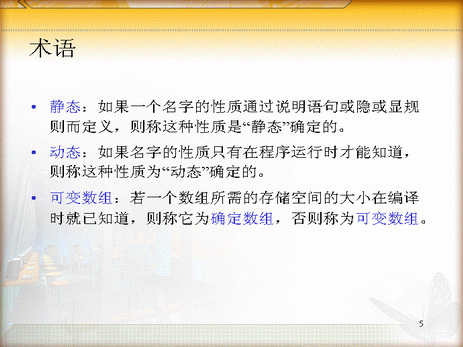 术语
• 静态：如果一个名字的性质通过说明语句或隐或显规
则而定义，则称这种性质是“静态”确定的。
• 动态：如果名字的性质只有在程序运行时才能知道，
则称这种性质为“动态”确定的。
• 可变数组：若一个数组所需的存储空间的大小在编译
时就已知道，则称它为确定数组，否则称为可变数组。
5